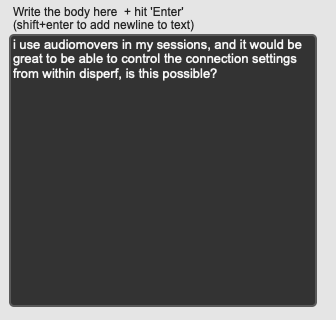 Write the body here  + hit 'Enter'
(shift+enter to add newline to text)
i use audiomovers in my sessions, and it would be
great to be able to control the connection settings
from within disperf, is this possible?